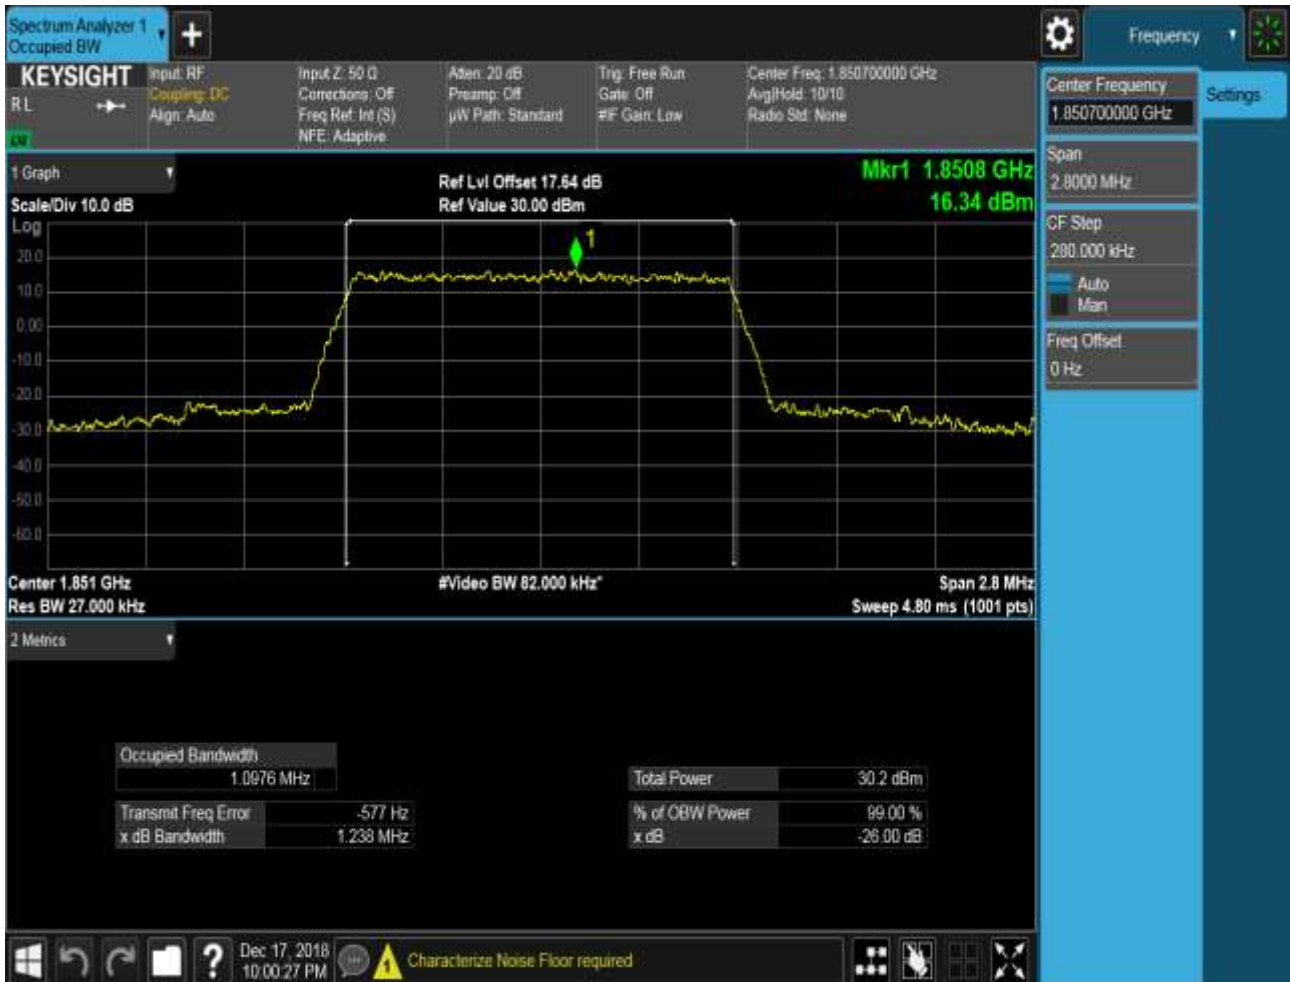 Spectrum Analyzer 1
Occupied BW
Frequency
KEYSIGHT
Input: RF
Input Z: 50 Ω
Atten: 20 dB
Trig: Free Run
Center Freq: 1.850700000 GHz
RL
Coupling: DC
Corrections: Off
Preamp: Off
Gate: Off
Avg|Hold: 10/10
Align: Auto
Freq Ref: Int (S)
µW Path: Standard
#IF Gain: Low
Radio Std: None
NFE: Adaptive
Center Frequency
1.850700000 GHz
Settings
Span
2.8000 MHz
CF Step
280.000 kHz
Auto
Man
Freq Offset
0 Hz
1 Graph
Ref Lvl Offset 17.64 dB
Mkr1 1.8508 GHz
Scale/Div 10.0 dB
Ref Value 30.00 dBm
16.34 dBm
Log
1
20.0
10.0
0.00
-10.0
-20.0
-30.0
-40.0
-50.0
-60.0
Center 1.851 GHz
#Video BW 82.000 kHz*
Span 2.8 MHz
Res BW 27.000 kHz
Sweep 4.80 ms (1001 pts)
2 Metrics
Occupied Bandwidth
1.0976 MHz
Total Power 30.2 dBm
Transmit Freq Error -577 Hz
% of OBW Power 99.00 %
x dB Bandwidth 1.238 MHz
x dB -26.00 dB
?
Dec 17, 2018
10:00:27 PM
Characterize Noise Floor required